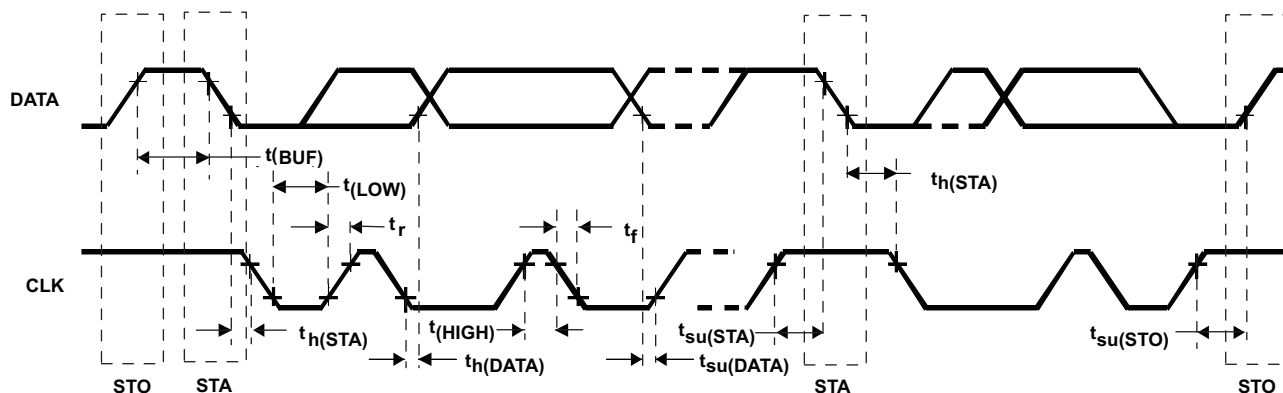 DATA
t(BUF)
t(LOW)
th(STA)
tr
tf
CLK
th(STA)
t(HIGH)
tsu(STA)
tsu(STO)
th(DATA)
tsu(DATA)
STO
STA
STA
STO